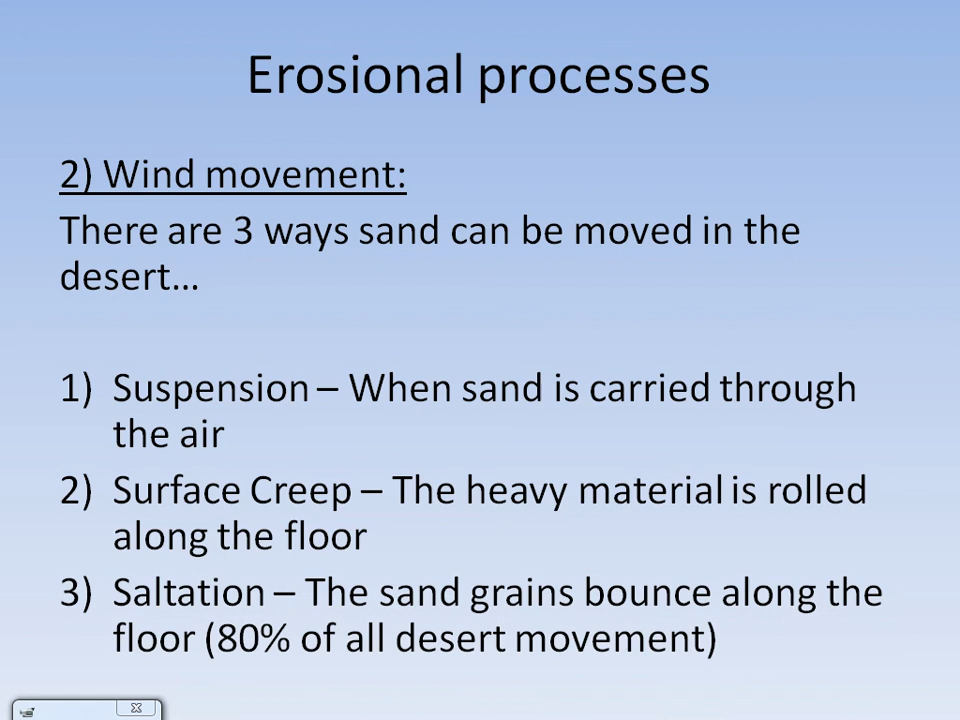 Erosional processes
2) Wind movement:
There are 3 ways sand can be moved in the
desert…
1) Suspension – When sand is carried through
the air
2) Surface Creep – The heavy material is rolled
along the floor
3) Saltation – The sand grains bounce along the
floor (80% of all desert movement)